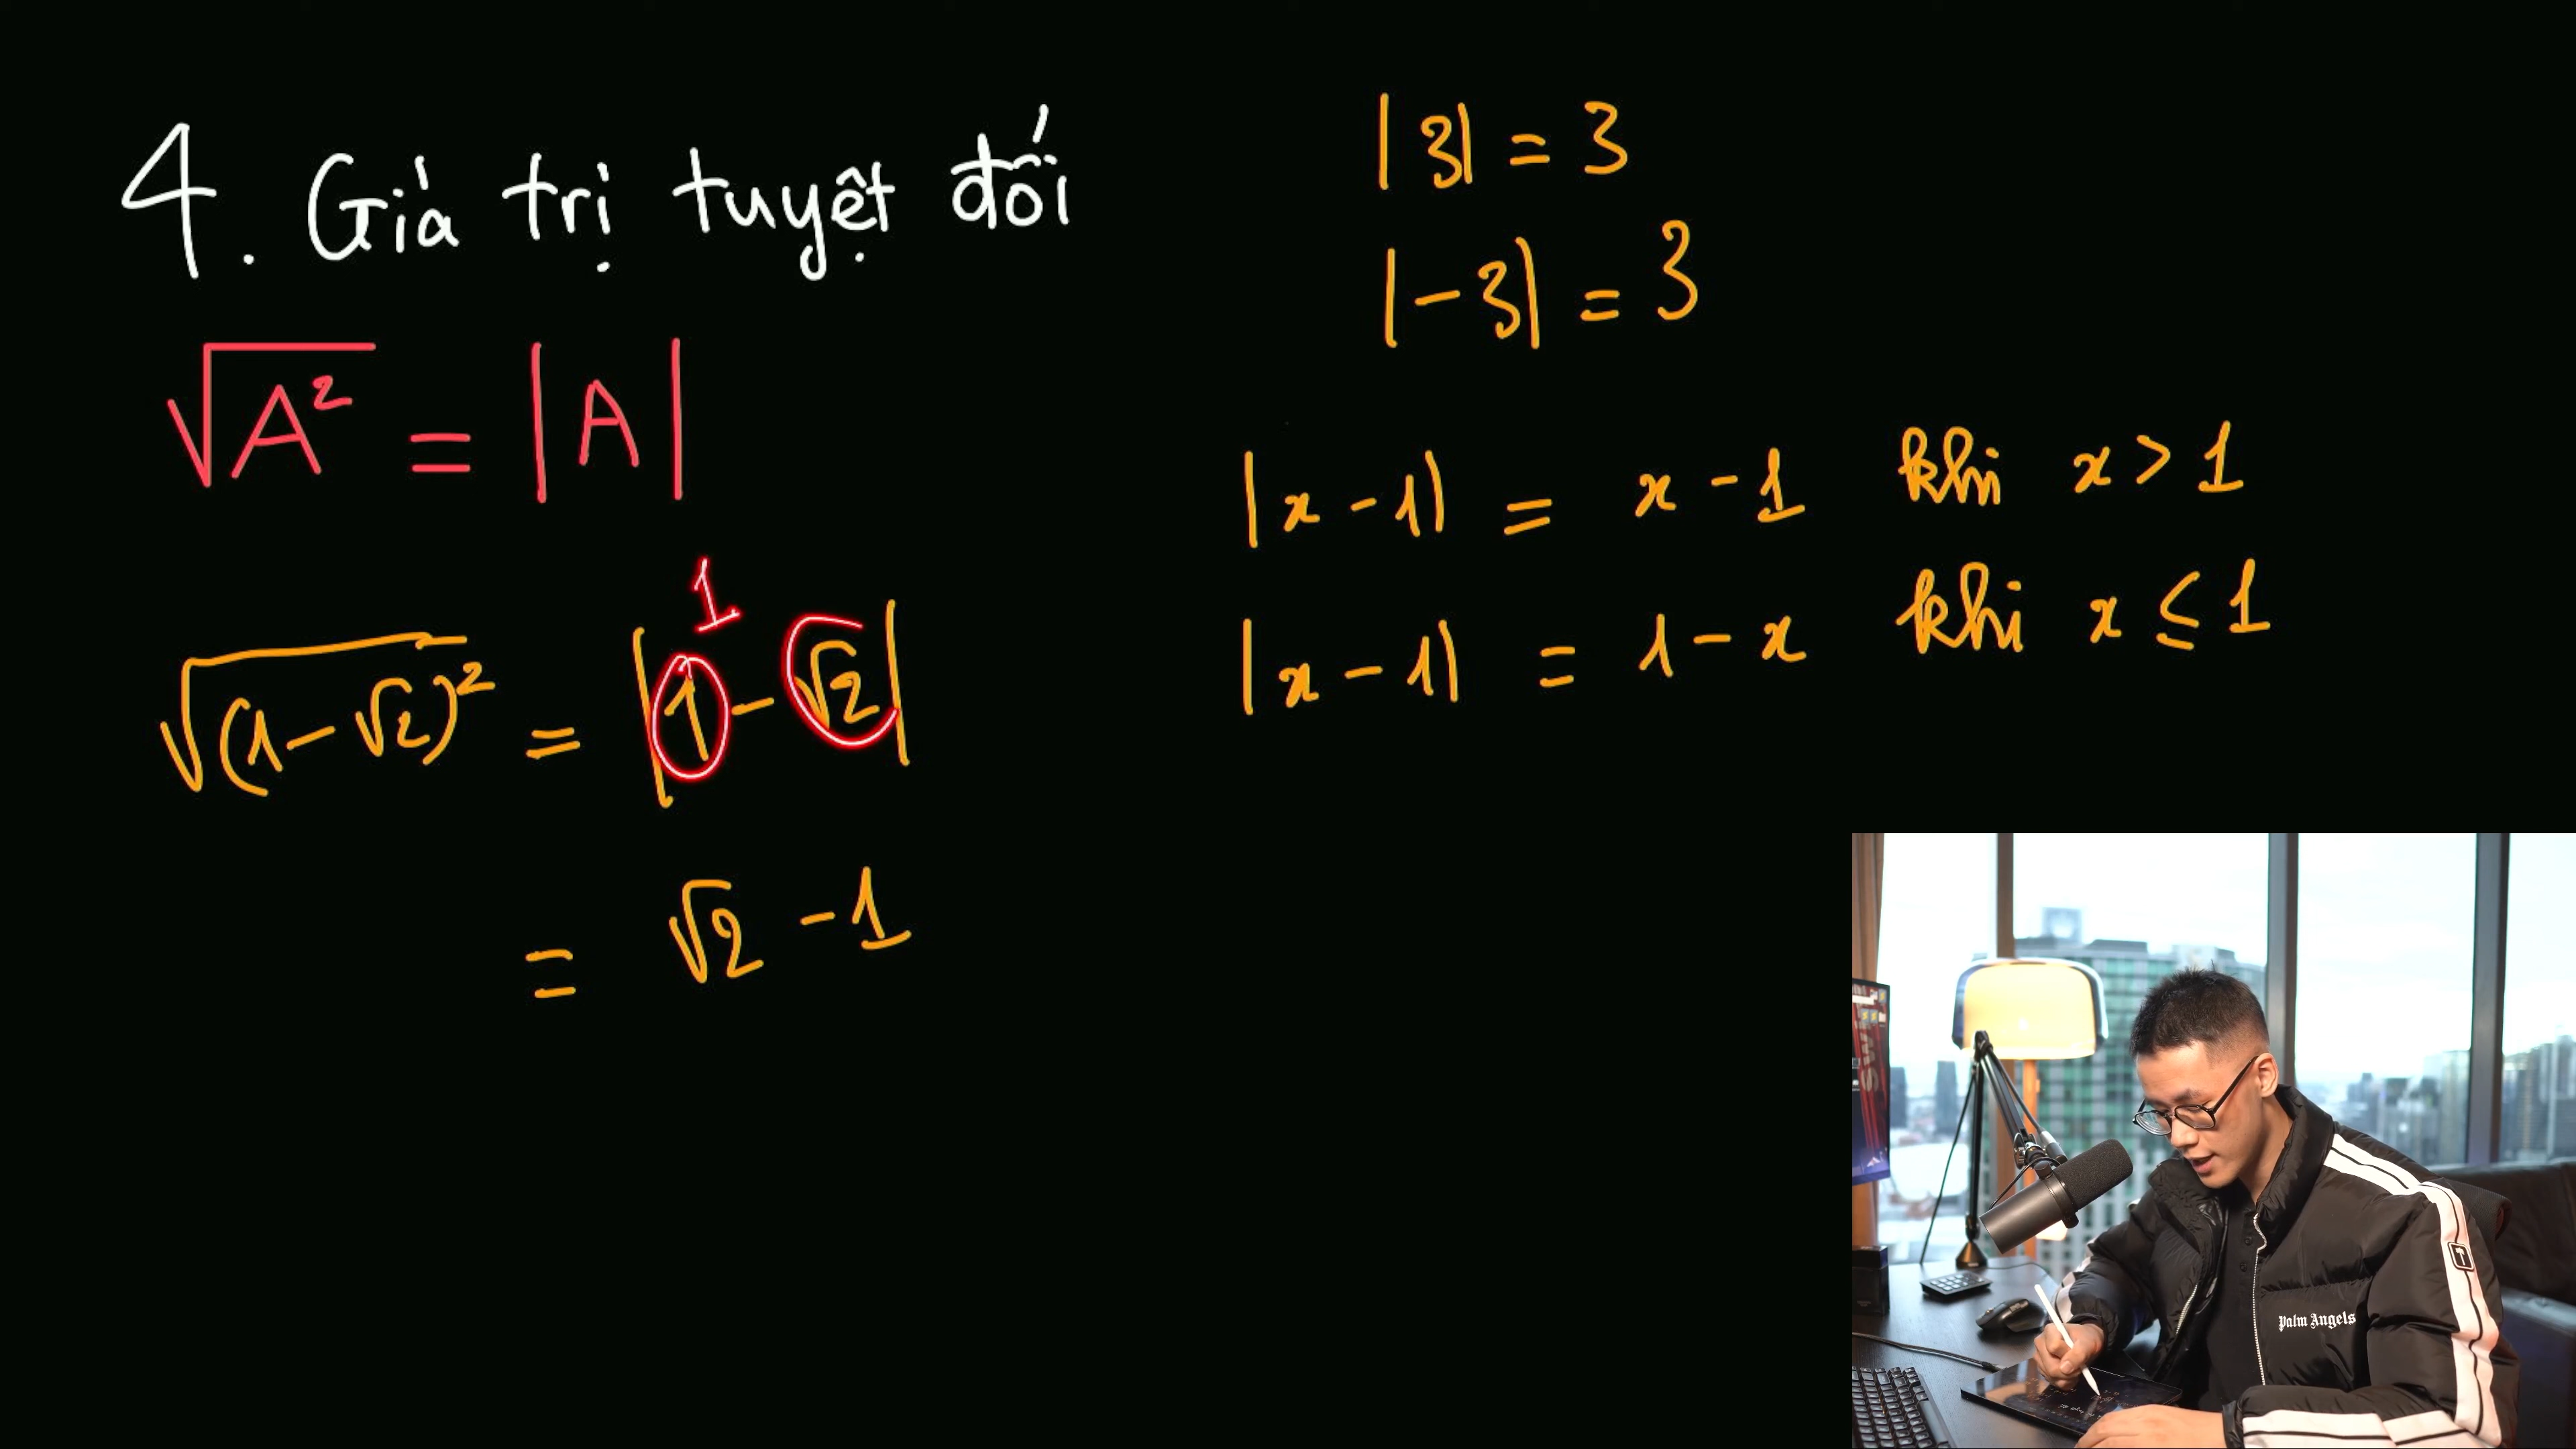 4. Giá trị tuyệt đối
√A² = |A|
1
√(1-√2)² = |1-√2|
= √2 -1
|3| = 3
|-3| = 3
|x -1| = x -1 khi x > 1
|x -1| = 1 - x khi x ≤ 1
Palm Angels